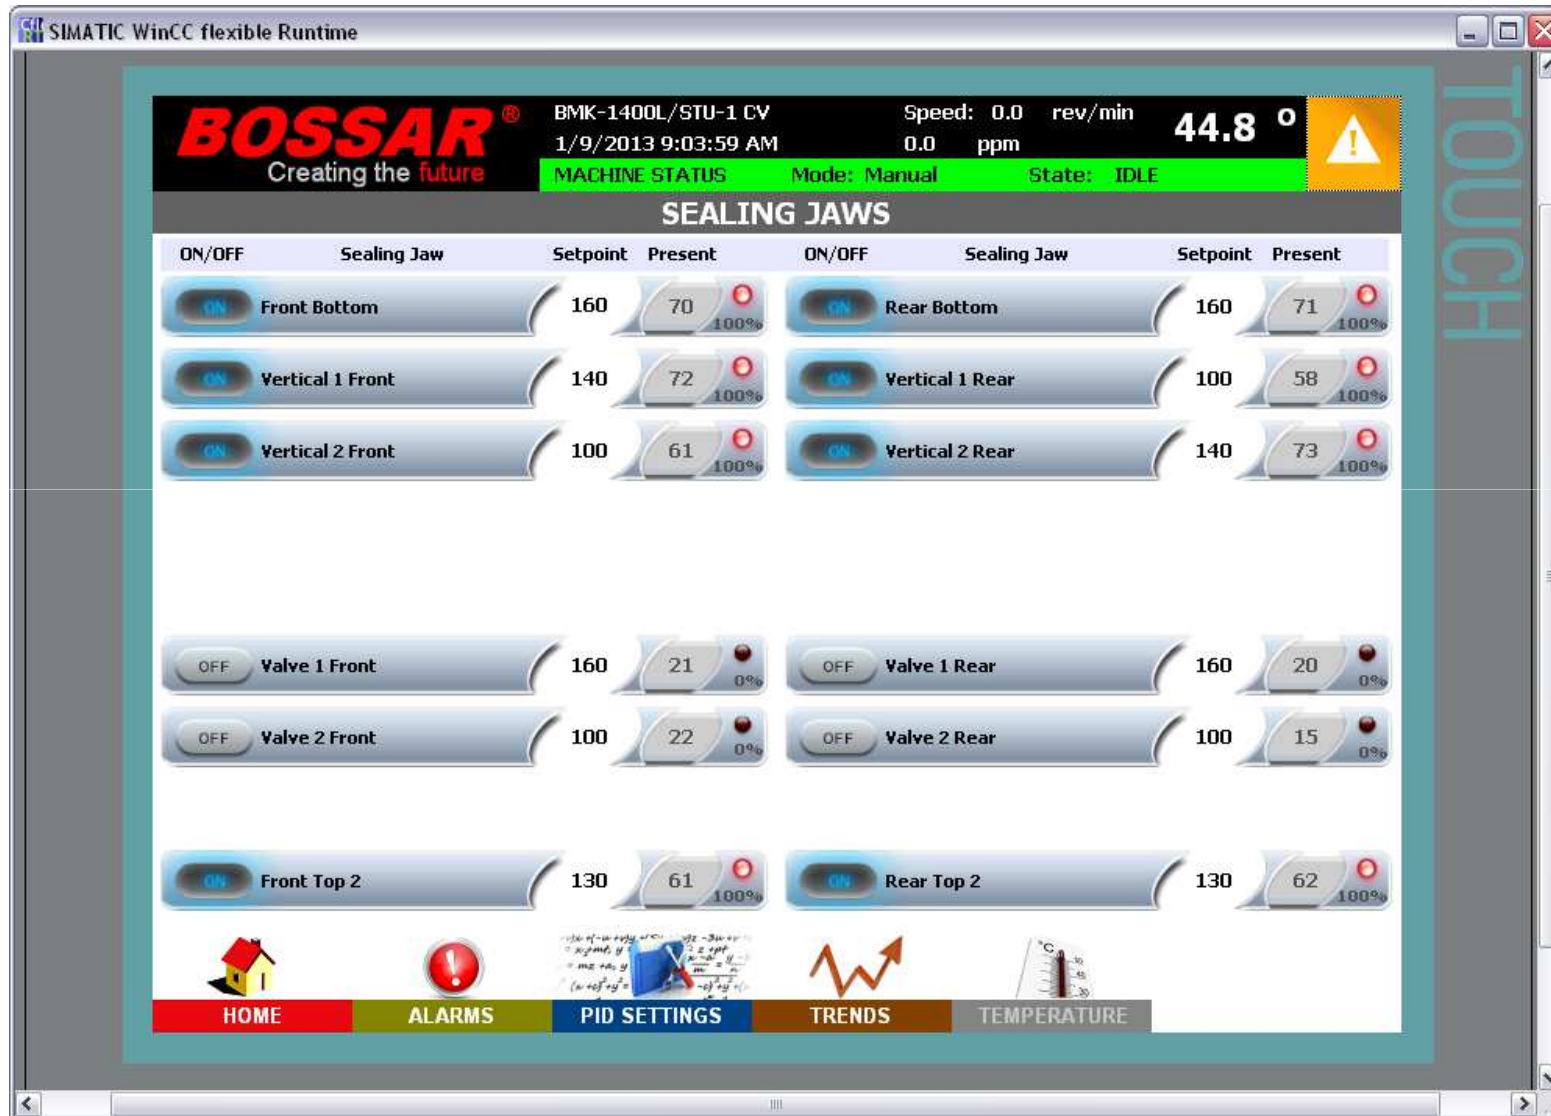 SIMATIC WinCC flexible Runtime
TOUCH
BOSSAR®
Creating the future
BMK-1400L/STU-1 CV Speed: 0.0 rev/min
1/9/2013 9:03:59 AM 0.0 ppm
44.8 °
MACHINE STATUS Mode: Manual State: IDLE
SEALING JAWS
ON/OFF Sealing Jaw Setpoint Present ON/OFF Sealing Jaw Setpoint Present
ON Front Bottom 160 70 100% ON Rear Bottom 160 71 100%
ON Vertical 1 Front 140 72 100% ON Vertical 1 Rear 100 58 100%
ON Vertical 2 Front 100 61 100% ON Vertical 2 Rear 140 73 100%
OFF Valve 1 Front 160 21 0% OFF Valve 1 Rear 160 20 0%
OFF Valve 2 Front 100 22 0% OFF Valve 2 Rear 100 15 0%
ON Front Top 2 130 61 100% ON Rear Top 2 130 62 100%
°C
HOME ALARMS PID SETTINGS TRENDS TEMPERATURE